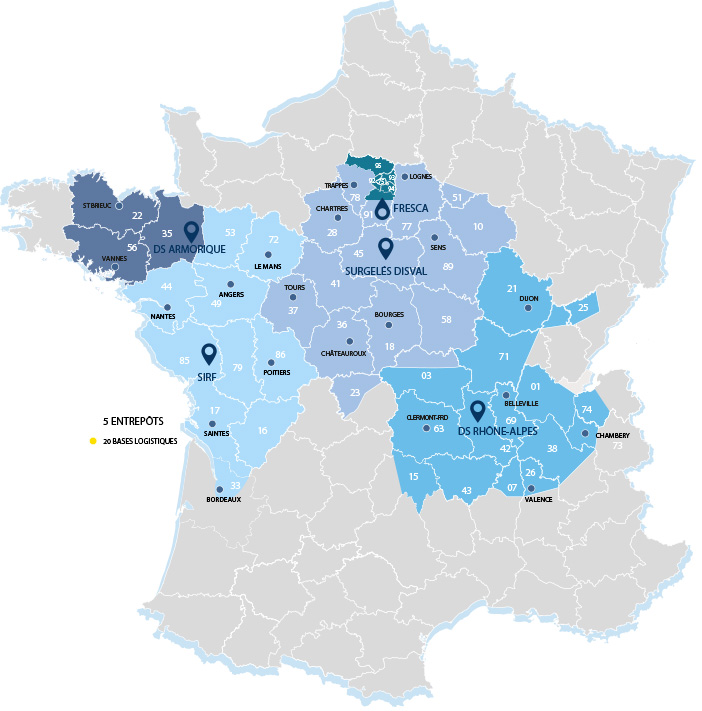 95
92
93
75
94
LOGNES
TRAPPES
78
51
CHARTRES
91
FRESCA
28
77
10
ST BRIEUC
22
35
53
72
SENS
DS ARMORIQUE
56
VANNES
LE MANS
45
SURGELÉS DISVAL
89
44
ANGERS
49
TOURS
41
21
DIJON
25
NANTES
37
BOURGES
36
58
18
CHÂTEAUROUX
71
85
79
86
POITIERS
SIRF
03
01
23
BELLEVILLE
74
17
SAINTES
16
CLERMONT-FRD
63
69
DS RHÔNE-ALPES
CHAMBERY
73
42
38
5 ENTREPÔTS
20 BASES LOGISTIQUES
33
BORDEAUX
15
43
07
26
VALENCE